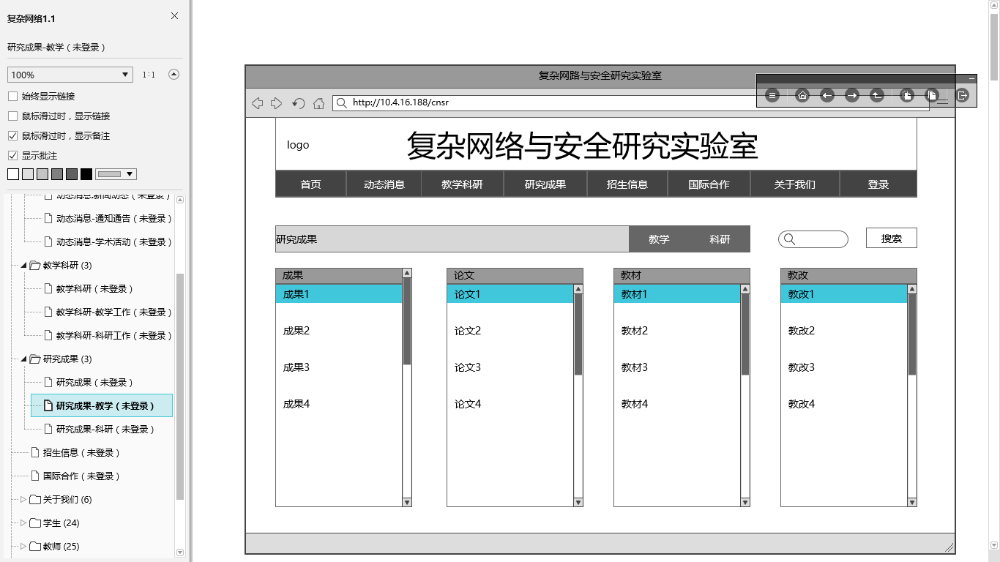 复杂网络1.1
研究成果-教学（未登录）
100%
1:1
始终显示链接
鼠标滑过时，显示链接
鼠标滑过时，显示备注
显示批注
动态消息-新闻动态（未登录）
动态消息-通知通告（未登录）
动态消息-学术活动（未登录）
教学科研 (3)
教学科研（未登录）
教学科研-教学工作（未登录）
教学科研-科研工作（未登录）
研究成果 (3)
研究成果（未登录）
研究成果-教学（未登录）
研究成果-科研（未登录）
招生信息（未登录）
国际合作（未登录）
关于我们 (6)
学生 (24)
教师 (25)
复杂网路与安全研究实验室
http://10.4.16.188/cnsr
logo
复杂网络与安全研究实验室
首页 动态消息 教学科研 研究成果 招生信息 国际合作 关于我们 登录
研究成果 教学 科研 搜索
成果 论文 教材 教改
成果1 论文1 教材1 教改1
成果2 论文2 教材2 教改2
成果3 论文3 教材3 教改3
成果4 论文4 教材4 教改4